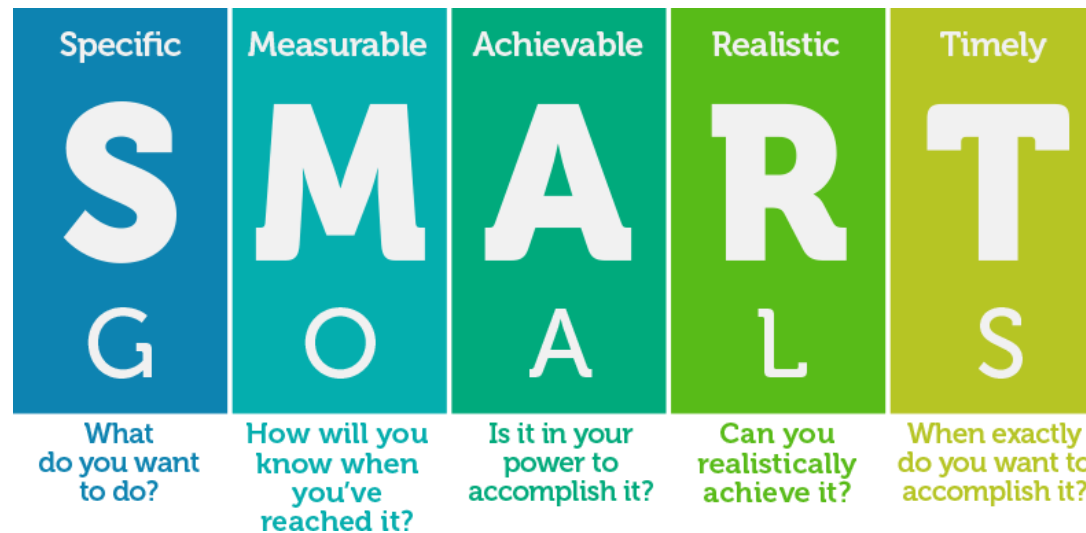 Specific Measurable Achievable Realistic Timely
S M A R T
G O A L S
What
do you want
to do?
How will you
know when
you've
reached it?
Is it in your
power to
accomplish it?
Can you
realistically
achieve it?
When exactly
do you want to
accomplish it?